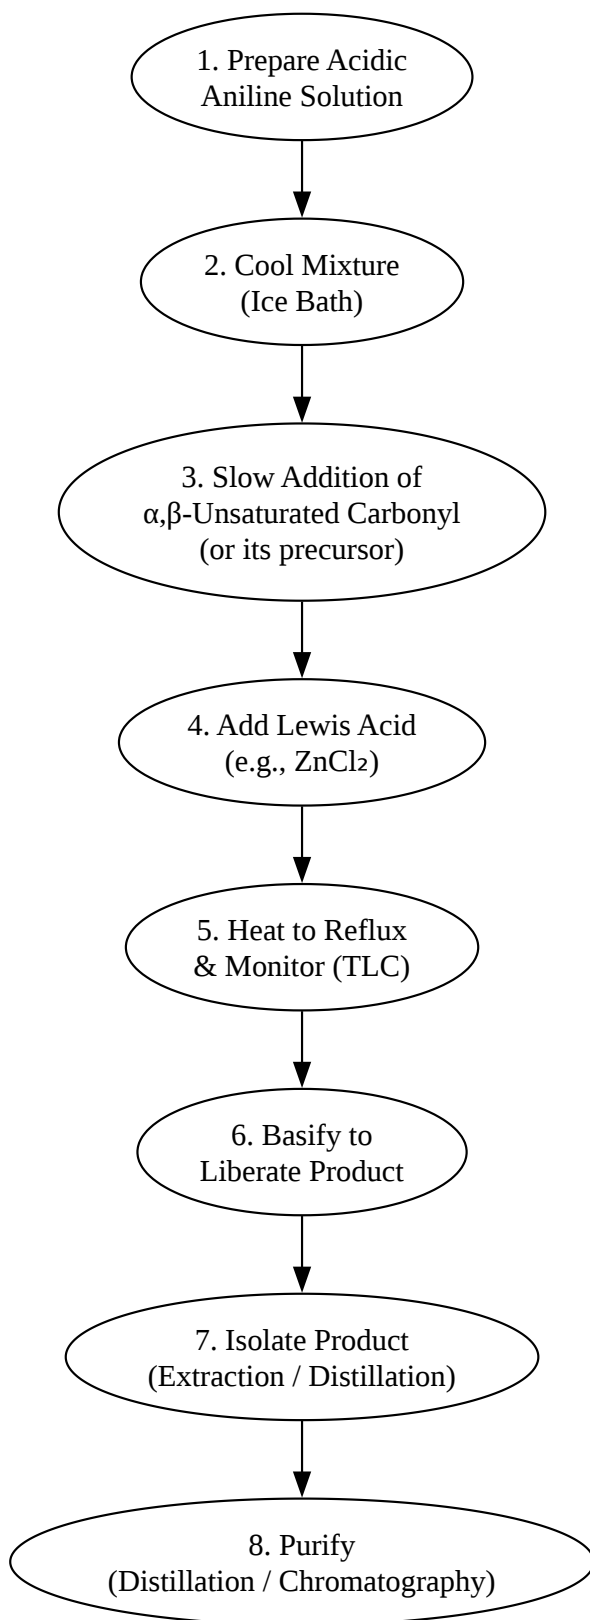 1. Prepare Acidic
Aniline Solution
2. Cool Mixture
(Ice Bath)
3. Slow Addition of
α,β-Unsaturated Carbonyl
(or its precursor)
4. Add Lewis Acid
(e.g., ZnCl₂)
5. Heat to Reflux
& Monitor (TLC)
6. Basify to
Liberate Product
7. Isolate Product
(Extraction / Distillation)
8. Purify
(Distillation / Chromatography)